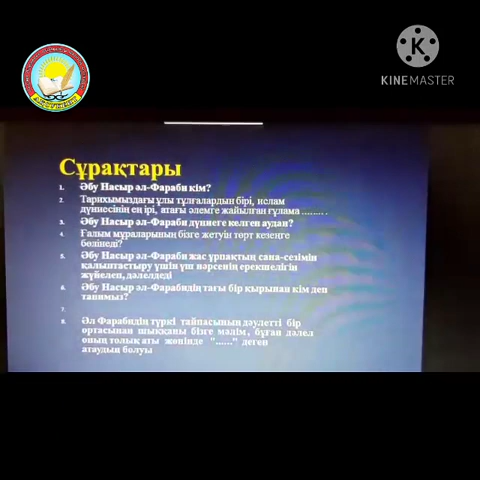 KINEMASTER
Сұрақтары
1. Әбу Насыр әл-Фараби кім?
2. Тарихымыздағы ұлы тұлғалардың бірі, ислам
дүниесінің ең ірі, атағы әлемге жайылған ғұлама ........ .
3. Әбу Насыр әл-Фараби дүниеге келген аудан?
4. Ғалым мұраларының бізге жетуін төрт кезеңге
бөлінеді?
5. Әбу Насыр әл-Фараби жас ұрпақтың сана-сезімін
қалыптастыру үшін үш нәрсенің ерекшелігін
жүйелеп, дәлелдеді
6. Әбу Насыр әл-Фарабидің тағы бір қырынан кім деп
танимыз?
7.
8. Әл Фарабидің түркі тайпасының дәулетті бір
ортасынан шыққаны бізге мәлім, бұған дәлел
оның толық аты жөнінде "......" деген
атаудың болуы